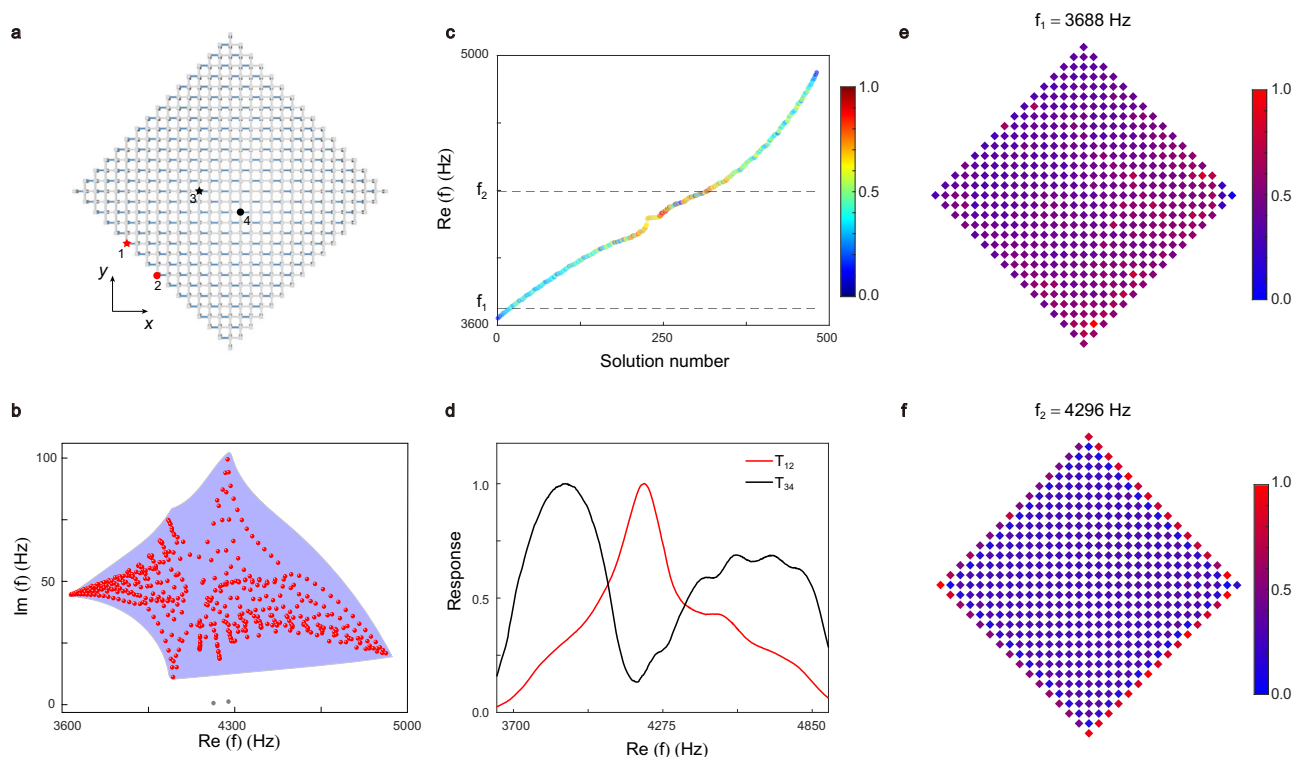 a
1
2
3
4
y
x
b
Im (f) (Hz)
100
50
0
3600
4300
5000
Re (f) (Hz)
c
Re (f) (Hz)
5000
f2
f1
3600
0
250
500
Solution number
1.0
0.5
0.0
d
Response
1.0
0.5
0.0
T12
T34
3700
4275
4850
Re (f) (Hz)
e
f1 = 3688 Hz
1.0
0.5
0.0
f
f2 = 4296 Hz
1.0
0.5
0.0